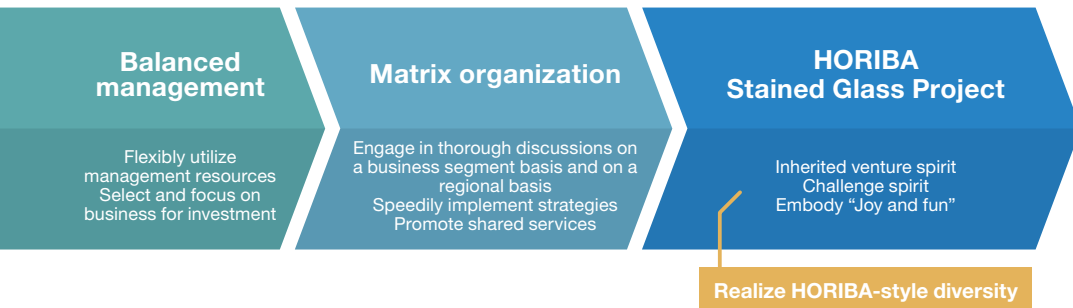 Balanced
management
Flexibly utilize
management resources
Select and focus on
business for investment
Matrix organization
Engage in thorough discussions on
a business segment basis and on a
regional basis
Speedily implement strategies
Promote shared services
HORIBA
Stained Glass Project
Inherited venture spirit
Challenge spirit
Embody “Joy and fun”
Realize HORIBA-style diversity